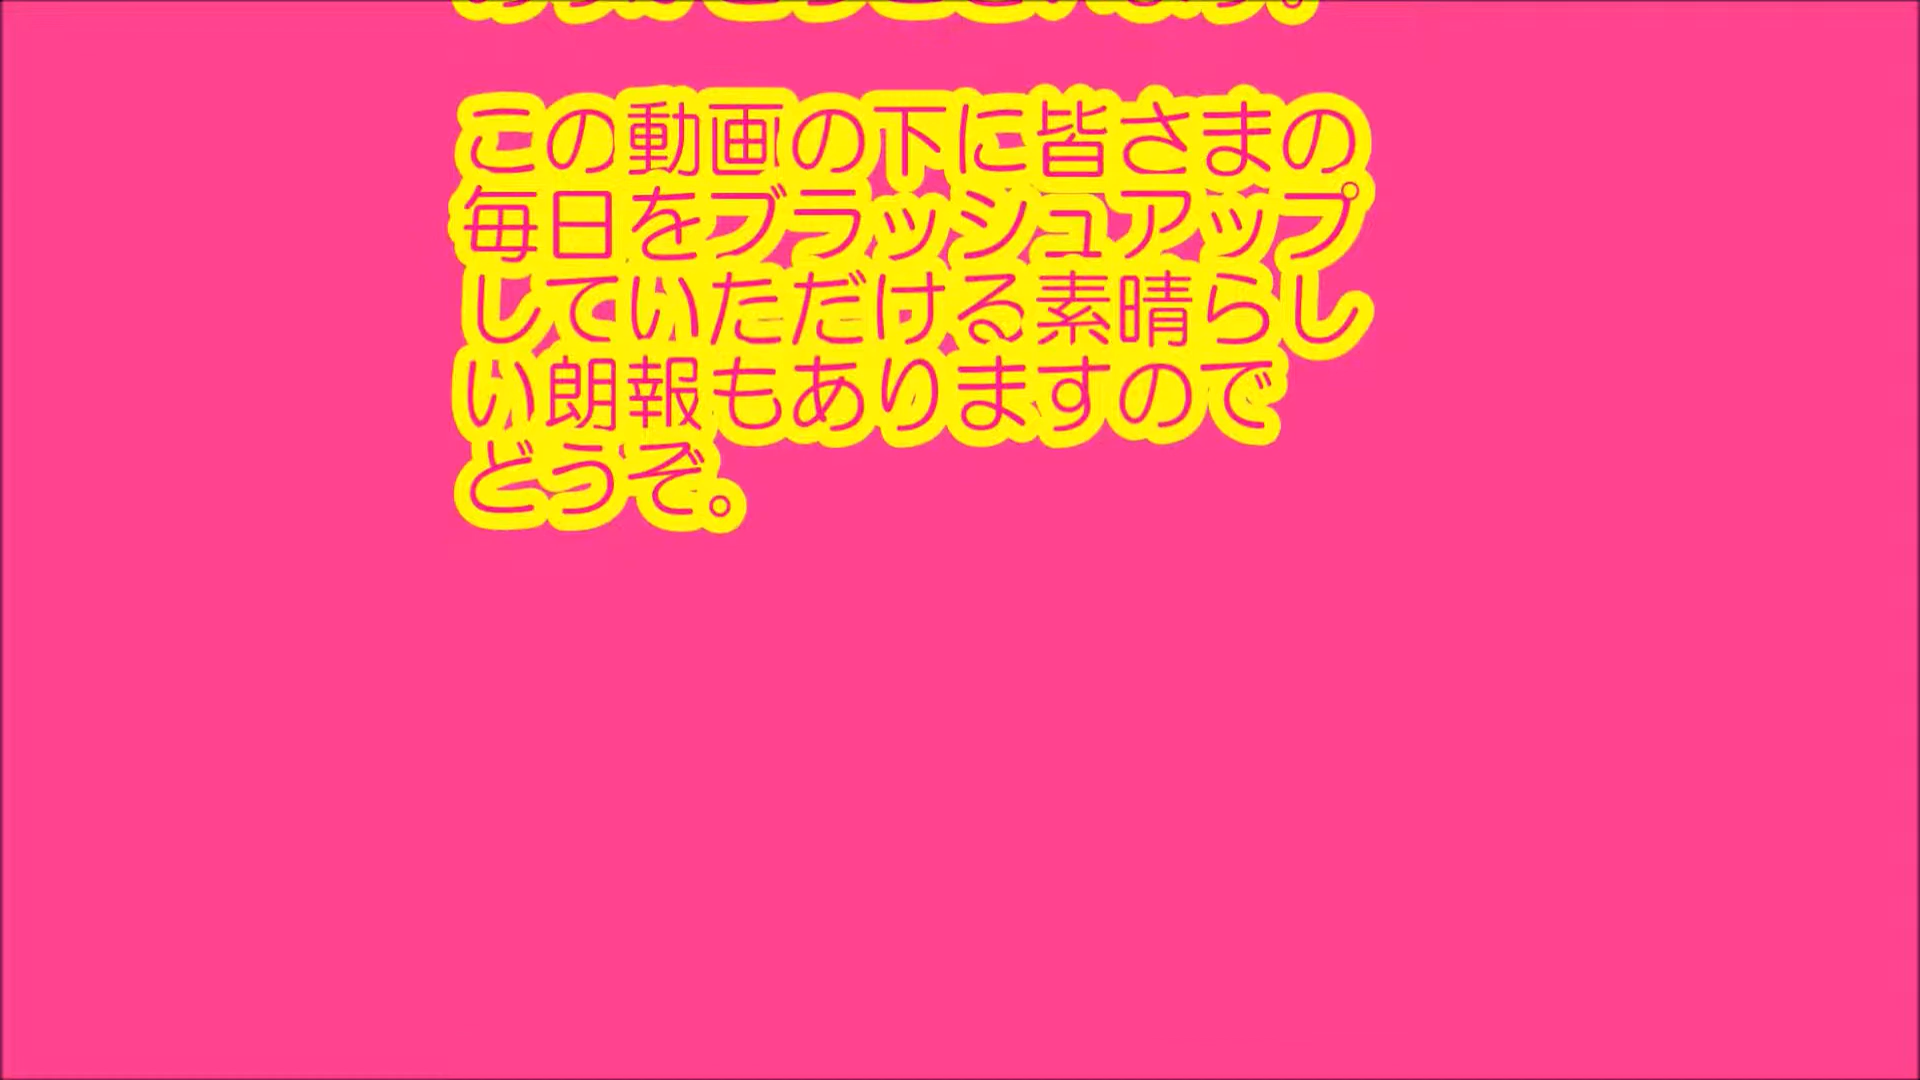 この動画の下に皆さまの
毎日をブラッシュアップ
していただける素晴らし
い朗報もありますので
どうぞ。